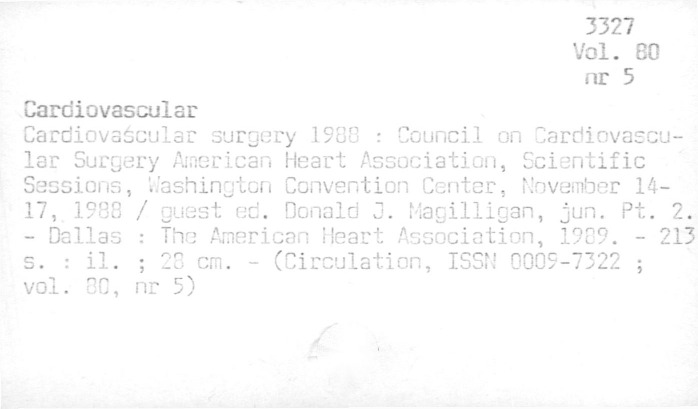 3327
Vol. 80
nr 5
Cardiovascular
Cardiovaścular surgery 1988 : Council on Cardiovascu-
lar Surgery American Heart Association, Scientific
Sessions, Washington Convention Center, November 14-
17, 1988 / guest ed. Donald J. Magilligan, jun. Pt. 2.
- Dallas : The American Heart Association, 1989. - 213
s. : il. ; 28 cm. - (Circulation, ISSN 0009-7322 ;
vol. 80, nr 5)